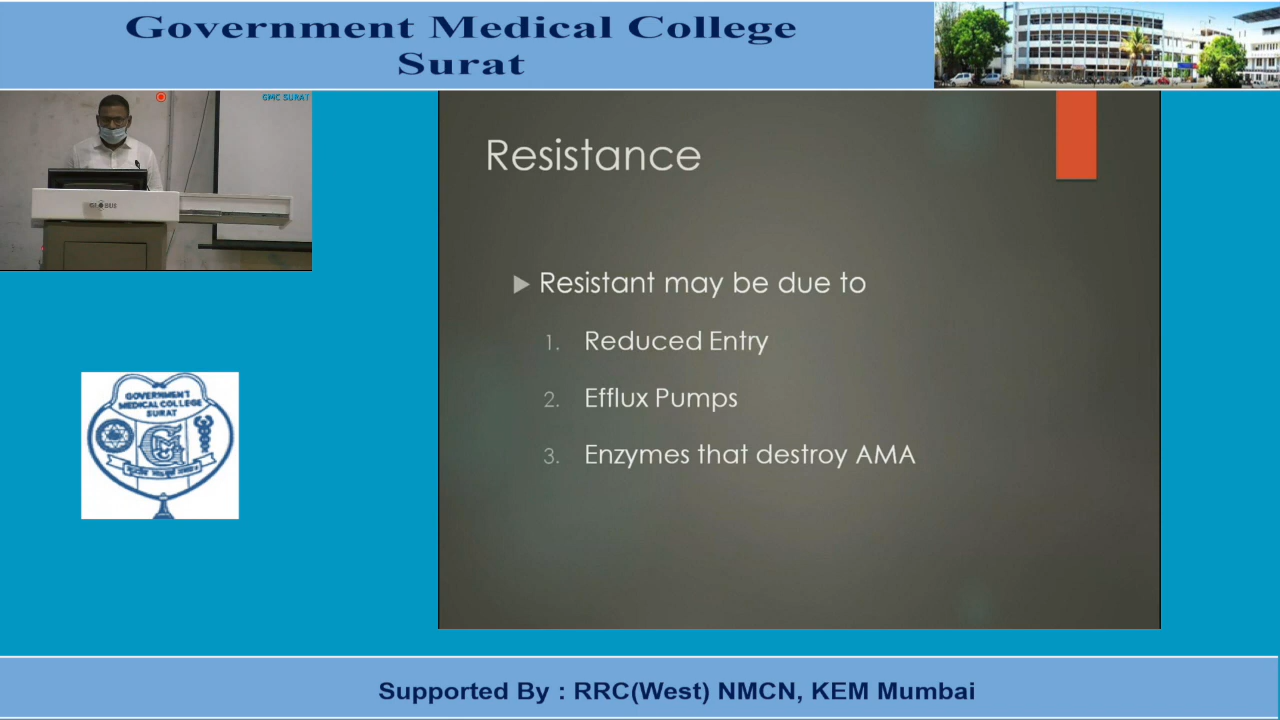 Government Medical College
Surat
GMC SURAT
GLOBUS
Resistance
Resistant may be due to
1. Reduced Entry
2. Efflux Pumps
3. Enzymes that destroy AMA
GOVERNMENT
MEDICAL COLLEGE
SURAT
Supported By : RRC(West) NMCN, KEM Mumbai